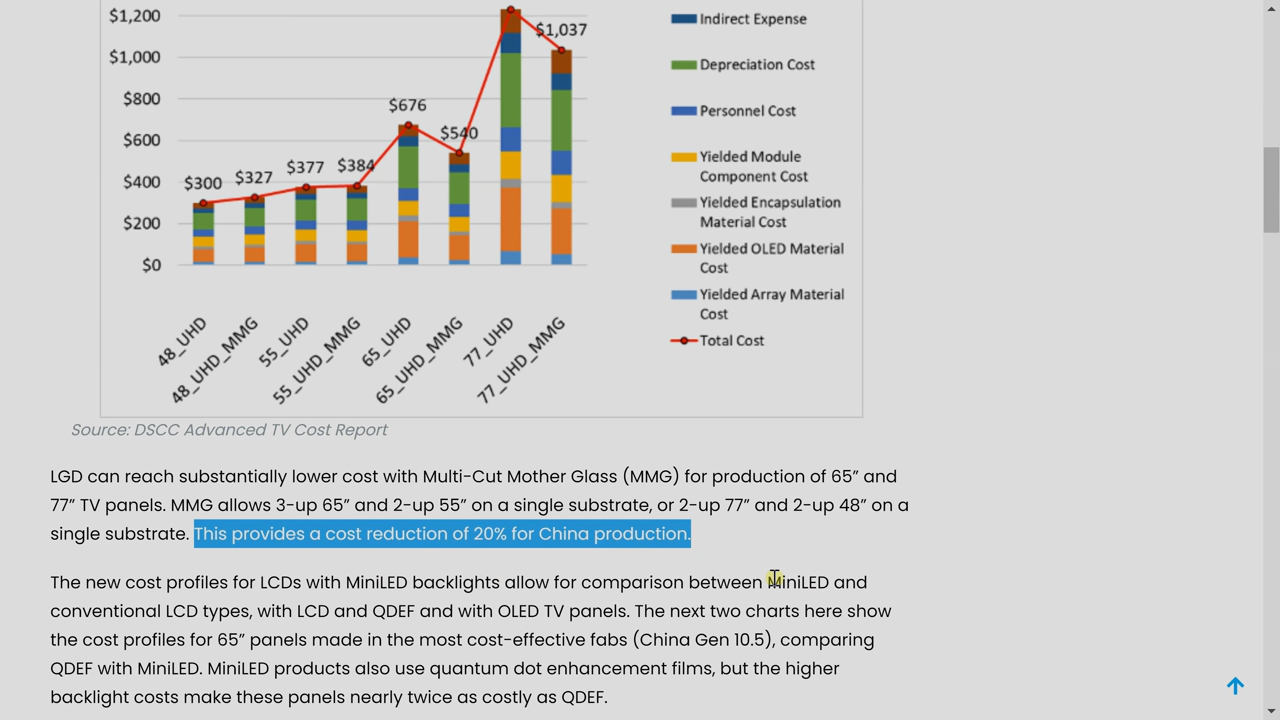 $1,200
$1,000
$800
$600
$400
$200
$0
$300
$327
$377
$384
$676
$540
$1,037
48_UHD
48_UHD_MMG
55_UHD
55_UHD_MMG
65_UHD
65_UHD_MMG
77_UHD
77_UHD_MMG
Indirect Expense
Depreciation Cost
Personnel Cost
Yielded Module
Component Cost
Yielded Encapsulation
Material Cost
Yielded OLED Material
Cost
Yielded Array Material
Cost
Total Cost
Source: DSCC Advanced TV Cost Report
LGD can reach substantially lower cost with Multi-Cut Mother Glass (MMG) for production of 65” and
77” TV panels. MMG allows 3-up 65” and 2-up 55” on a single substrate, or 2-up 77” and 2-up 48” on a
single substrate. This provides a cost reduction of 20% for China production.
The new cost profiles for LCDs with MiniLED backlights allow for comparison between MiniLED and
conventional LCD types, with LCD and QDEF and with OLED TV panels. The next two charts here show
the cost profiles for 65” panels made in the most cost-effective fabs (China Gen 10.5), comparing
QDEF with MiniLED. MiniLED products also use quantum dot enhancement films, but the higher
backlight costs make these panels nearly twice as costly as QDEF.